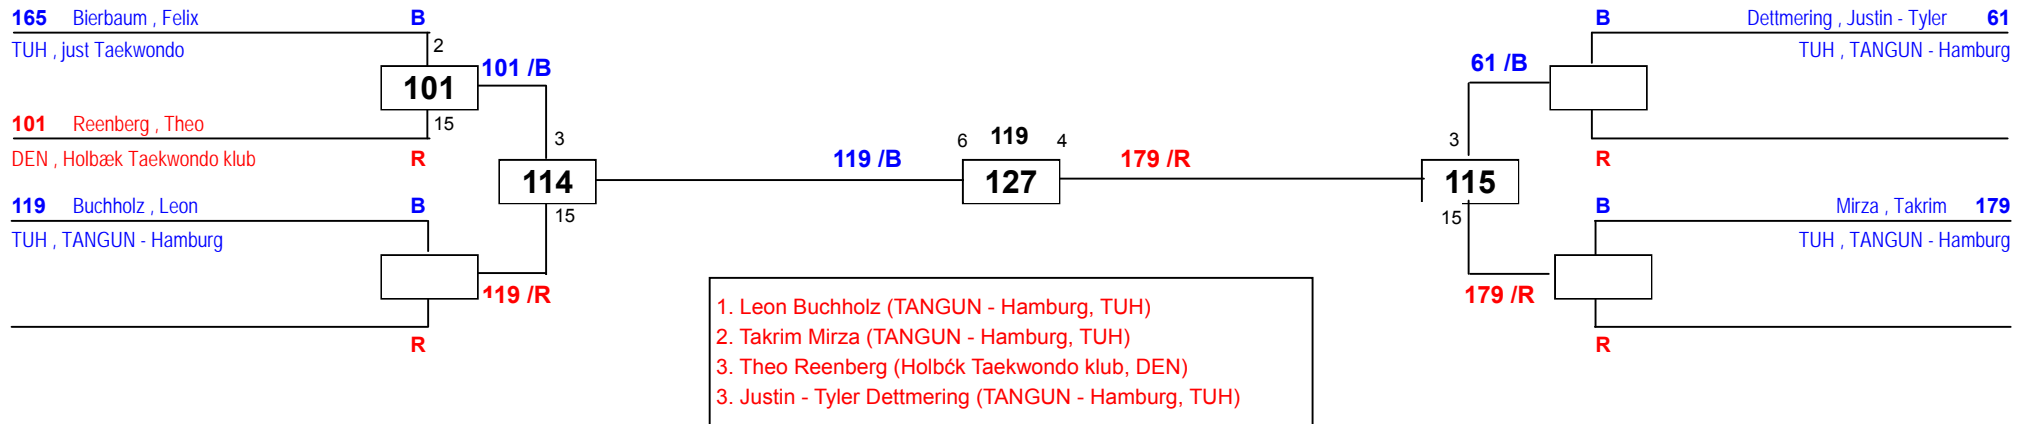 165 Bierbaum , Felix B
TUH , just Taekwondo
2
101
101 /B
101 Reenberg , Theo
15
DEN , Holbæk Taekwondo klub R
3
114
15
119 Buchholz , Leon B
TUH , TANGUN - Hamburg
119 /R
R
119 /B
6 119 4
127
179 /R
B Dettmering , Justin - Tyler 61
TUH , TANGUN - Hamburg
61 /B
R
3
115
15
B Mirza , Takrim 179
TUH , TANGUN - Hamburg
179 /R
R
1. Leon Buchholz (TANGUN - Hamburg, TUH)
2. Takrim Mirza (TANGUN - Hamburg, TUH)
3. Theo Reenberg (Holbćk Taekwondo klub, DEN)
3. Justin - Tyler Dettmering (TANGUN - Hamburg, TUH)